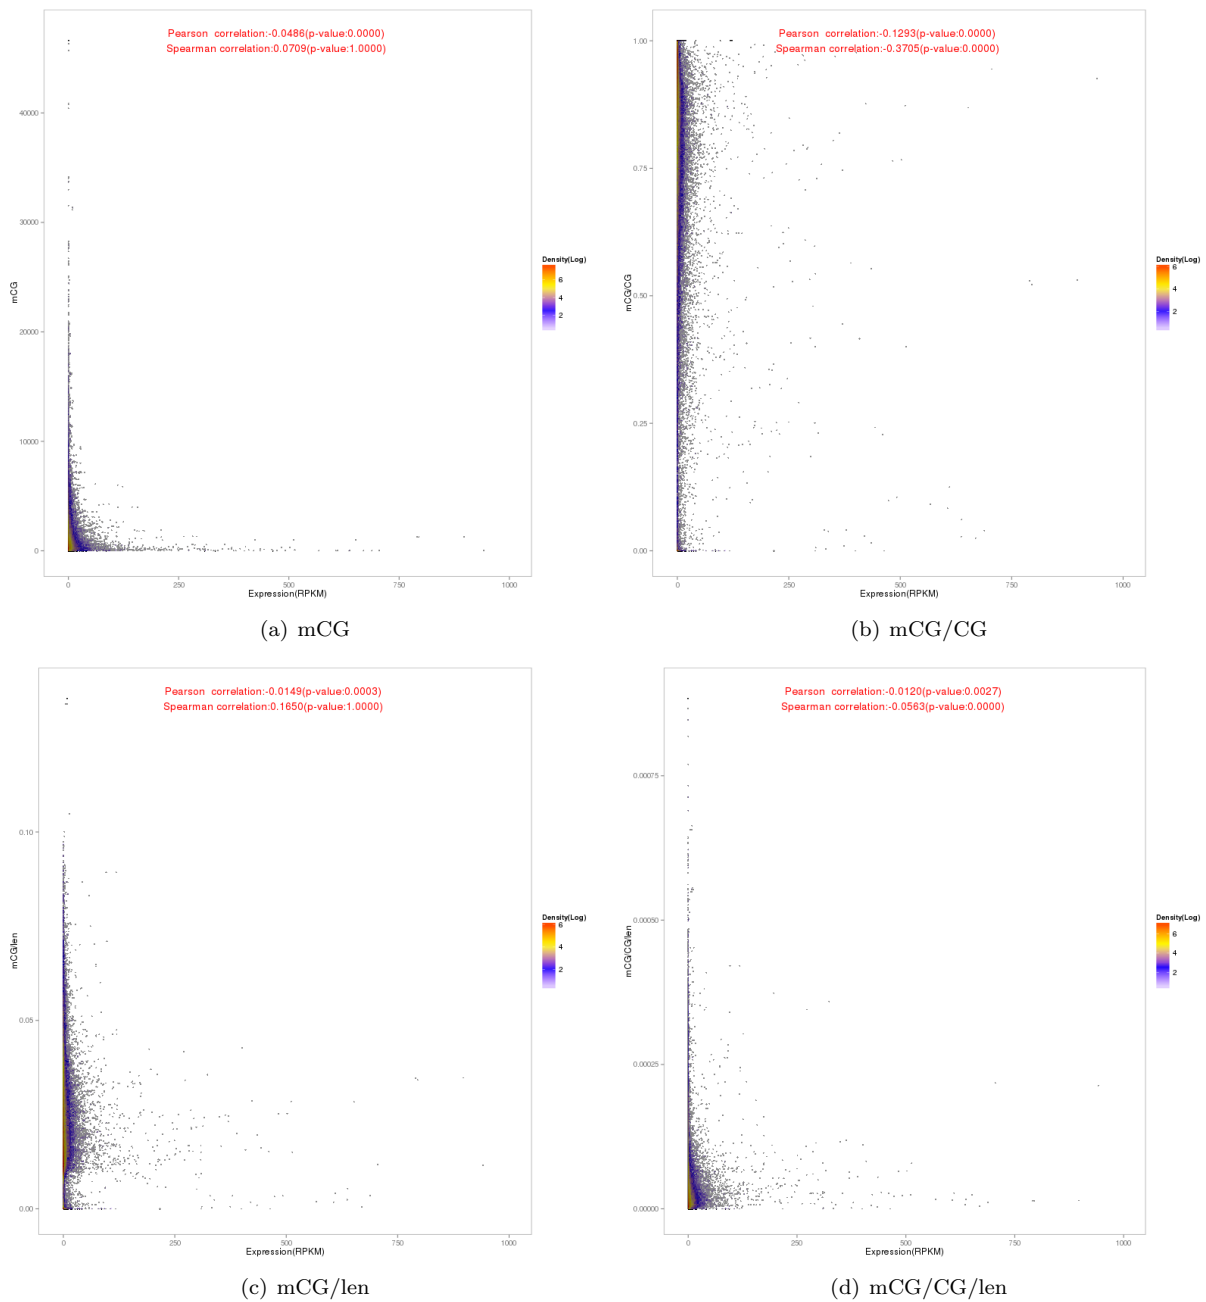 Pearson  correlation:-0.0486(p-value:0.0000)
Spearman correlation:0.0709(p-value:1.0000)
40000
30000
20000
10000
0
mCG
0
250
500
750
1000
Expression(RPKM)
Density(Log)
6
4
2
(a) mCG
Pearson  correlation:-0.1293(p-value:0.0000)
Spearman correlation:-0.3705(p-value:0.0000)
1.00
0.75
0.50
0.25
0.00
mCG/CG
0
250
500
750
1000
Expression(RPKM)
Density(Log)
6
4
2
(b) mCG/CG
Pearson  correlation:-0.0149(p-value:0.0003)
Spearman correlation:0.1650(p-value:1.0000)
0.10
0.05
0.00
mCG/len
0
250
500
750
1000
Expression(RPKM)
Density(Log)
6
4
2
(c) mCG/len
Pearson  correlation:-0.0120(p-value:0.0027)
Spearman correlation:-0.0563(p-value:0.0000)
0.00075
0.00050
0.00025
0.00000
mCG/CG/len
0
250
500
750
1000
Expression(RPKM)
Density(Log)
6
4
2
(d) mCG/CG/len